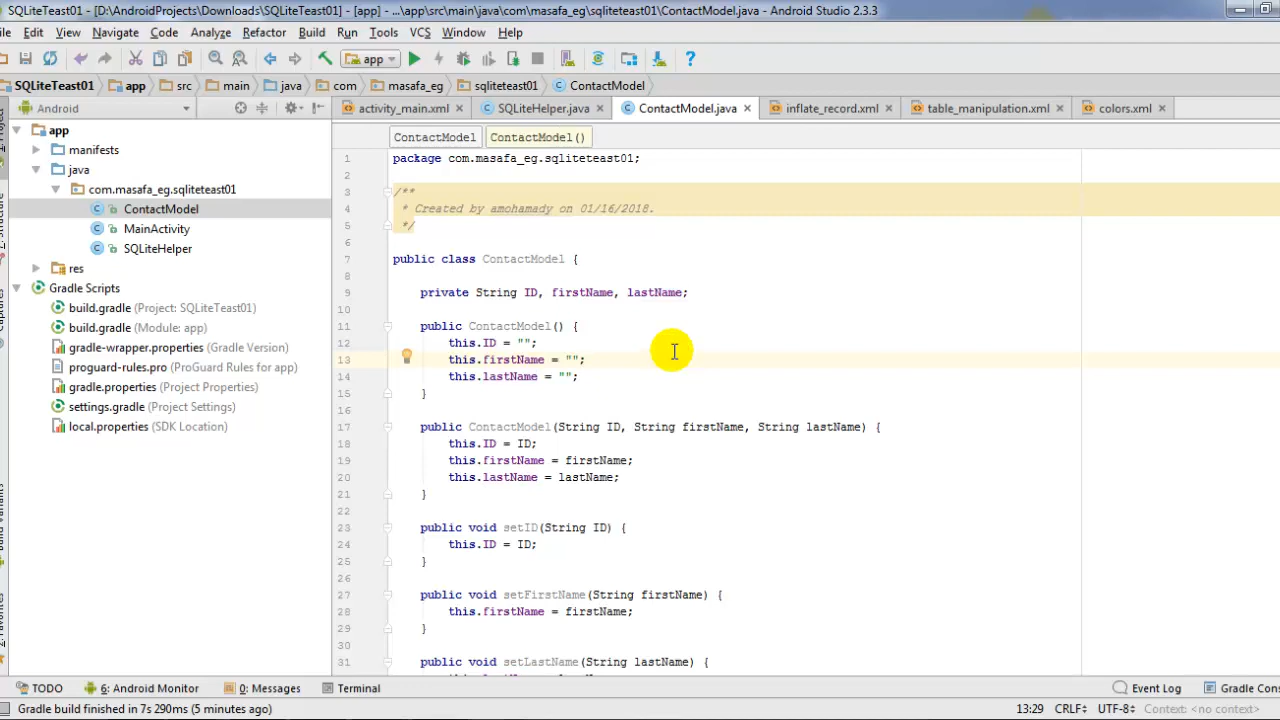 SQLiteTeast01 - [D:\AndroidProjects\Downloads\SQLiteTeast01] - [app] - ...\app\src\main\java\com\masafa_eg\sqliteteast01\ContactModel.java - Android Studio 2.3.3
Edit View Navigate Code Analyze Refactor Build Run Tools VCS Window Help
app
SQLiteTeast01 app src main java com masafa_eg sqliteteast01 ContactModel
Android activity_main.xml SQLiteHelper.java ContactModel.java inflate_record.xml table_manipulation.xml colors.xml
app
manifests
java
com.masafa_eg.sqliteteast01
ContactModel
MainActivity
SQLiteHelper
res
Gradle Scripts
build.gradle (Project: SQLiteTeast01)
build.gradle (Module: app)
gradle-wrapper.properties (Gradle Version)
proguard-rules.pro (ProGuard Rules for app)
gradle.properties (Project Properties)
settings.gradle (Project Settings)
local.properties (SDK Location)
ContactModel ContactModel()
1 package com.masafa_eg.sqliteteast01;
2
3 /**
4 * Created by amohamady on 01/16/2018.
5 */
6
7 public class ContactModel {
8
9 private String ID, firstName, lastName;
10
11 public ContactModel() {
12 this.ID = "";
13 this.firstName = "";
14 this.lastName = "";
15 }
16
17 public ContactModel(String ID, String firstName, String lastName) {
18 this.ID = ID;
19 this.firstName = firstName;
20 this.lastName = lastName;
21 }
22
23 public void setID(String ID) {
24 this.ID = ID;
25 }
26
27 public void setFirstName(String firstName) {
28 this.firstName = firstName;
29 }
30
31 public void setLastName(String lastName) {
TODO 6: Android Monitor 0: Messages Terminal Event Log Gradle Cons
Gradle build finished in 7s 290ms (5 minutes ago) 13:29 CRLF UTF-8 Context: <no context>